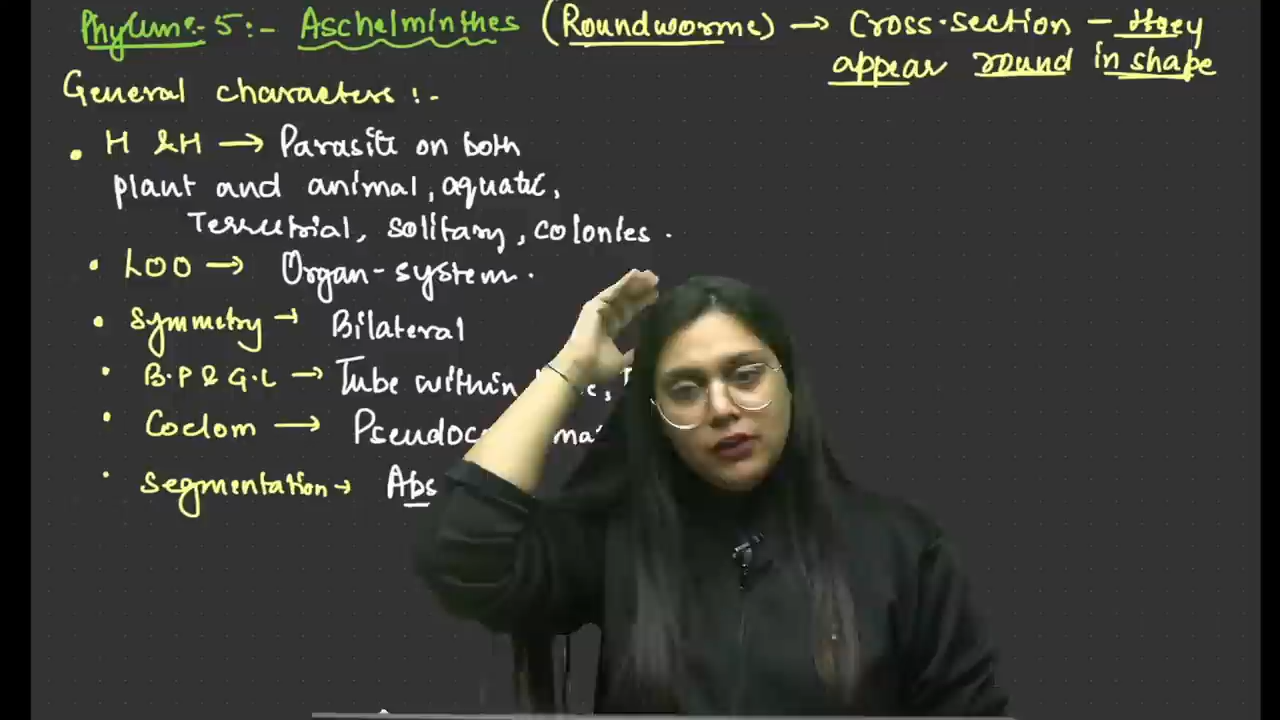 Phylum:- 5:- Aschelminthes (Roundworms) → Cross-section - they
appear round in shape
General characters :-
• H & H → Parasite on both
plant and animal, aquatic,
Terrestrial, solitary, colonies.
• LOO → Organ-system.
• Symmetry → Bilateral
• B.P & G.L → Tube within
• Coelom → Pseudoc
• Segmentation → Abs